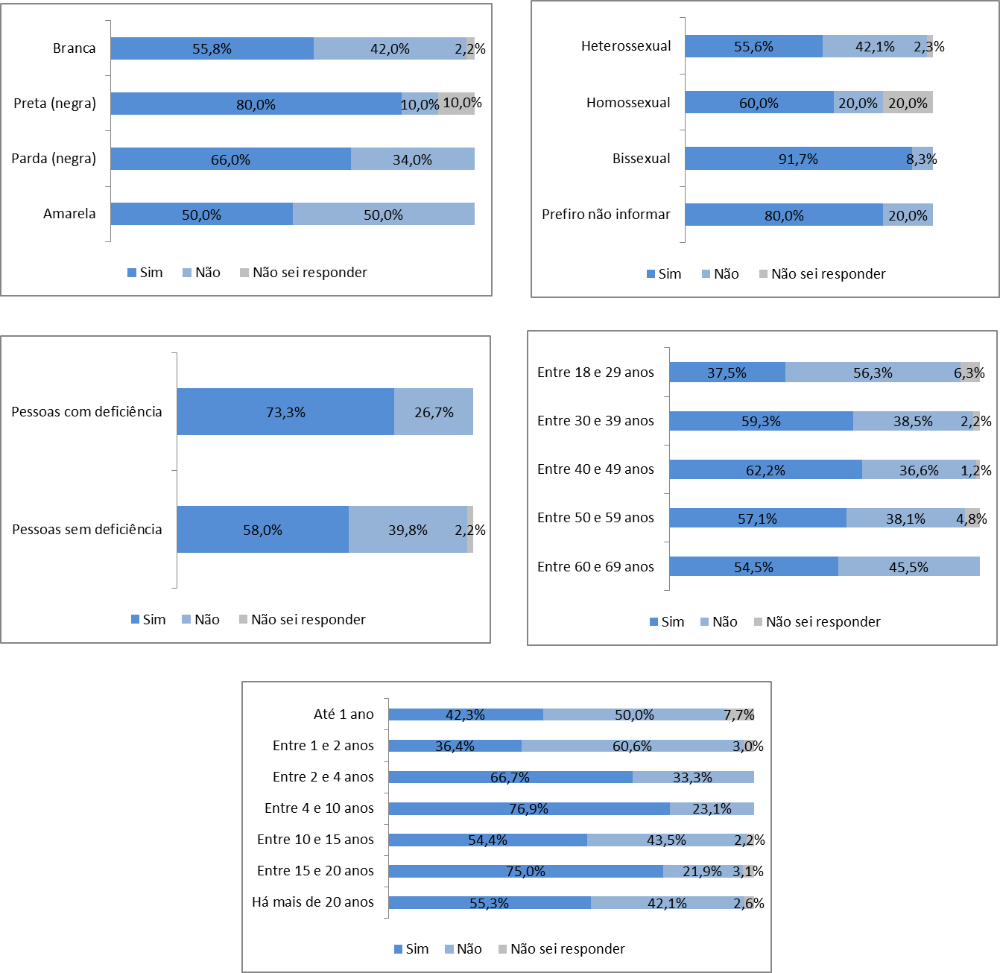 Branca 55,8% 42,0% 2,2%
Preta (negra) 80,0% 10,0% 10,0%
Parda (negra) 66,0% 34,0%
Amarela 50,0% 50,0%
Sim Não Não sei responder
Heterossexual 55,6% 42,1% 2,3%
Homossexual 60,0% 20,0% 20,0%
Bissexual 91,7% 8,3%
Prefiro não informar 80,0% 20,0%
Sim Não Não sei responder
Pessoas com deficiência 73,3% 26,7%
Pessoas sem deficiência 58,0% 39,8% 2,2%
Sim Não Não sei responder
Entre 18 e 29 anos 37,5% 56,3% 6,3%
Entre 30 e 39 anos 59,3% 38,5% 2,2%
Entre 40 e 49 anos 62,2% 36,6% 1,2%
Entre 50 e 59 anos 57,1% 38,1% 4,8%
Entre 60 e 69 anos 54,5% 45,5%
Sim Não Não sei responder
Até 1 ano 42,3% 50,0% 7,7%
Entre 1 e 2 anos 36,4% 60,6% 3,0%
Entre 2 e 4 anos 66,7% 33,3%
Entre 4 e 10 anos 76,9% 23,1%
Entre 10 e 15 anos 54,4% 43,5% 2,2%
Entre 15 e 20 anos 75,0% 21,9% 3,1%
Há mais de 20 anos 55,3% 42,1% 2,6%
Sim Não Não sei responder